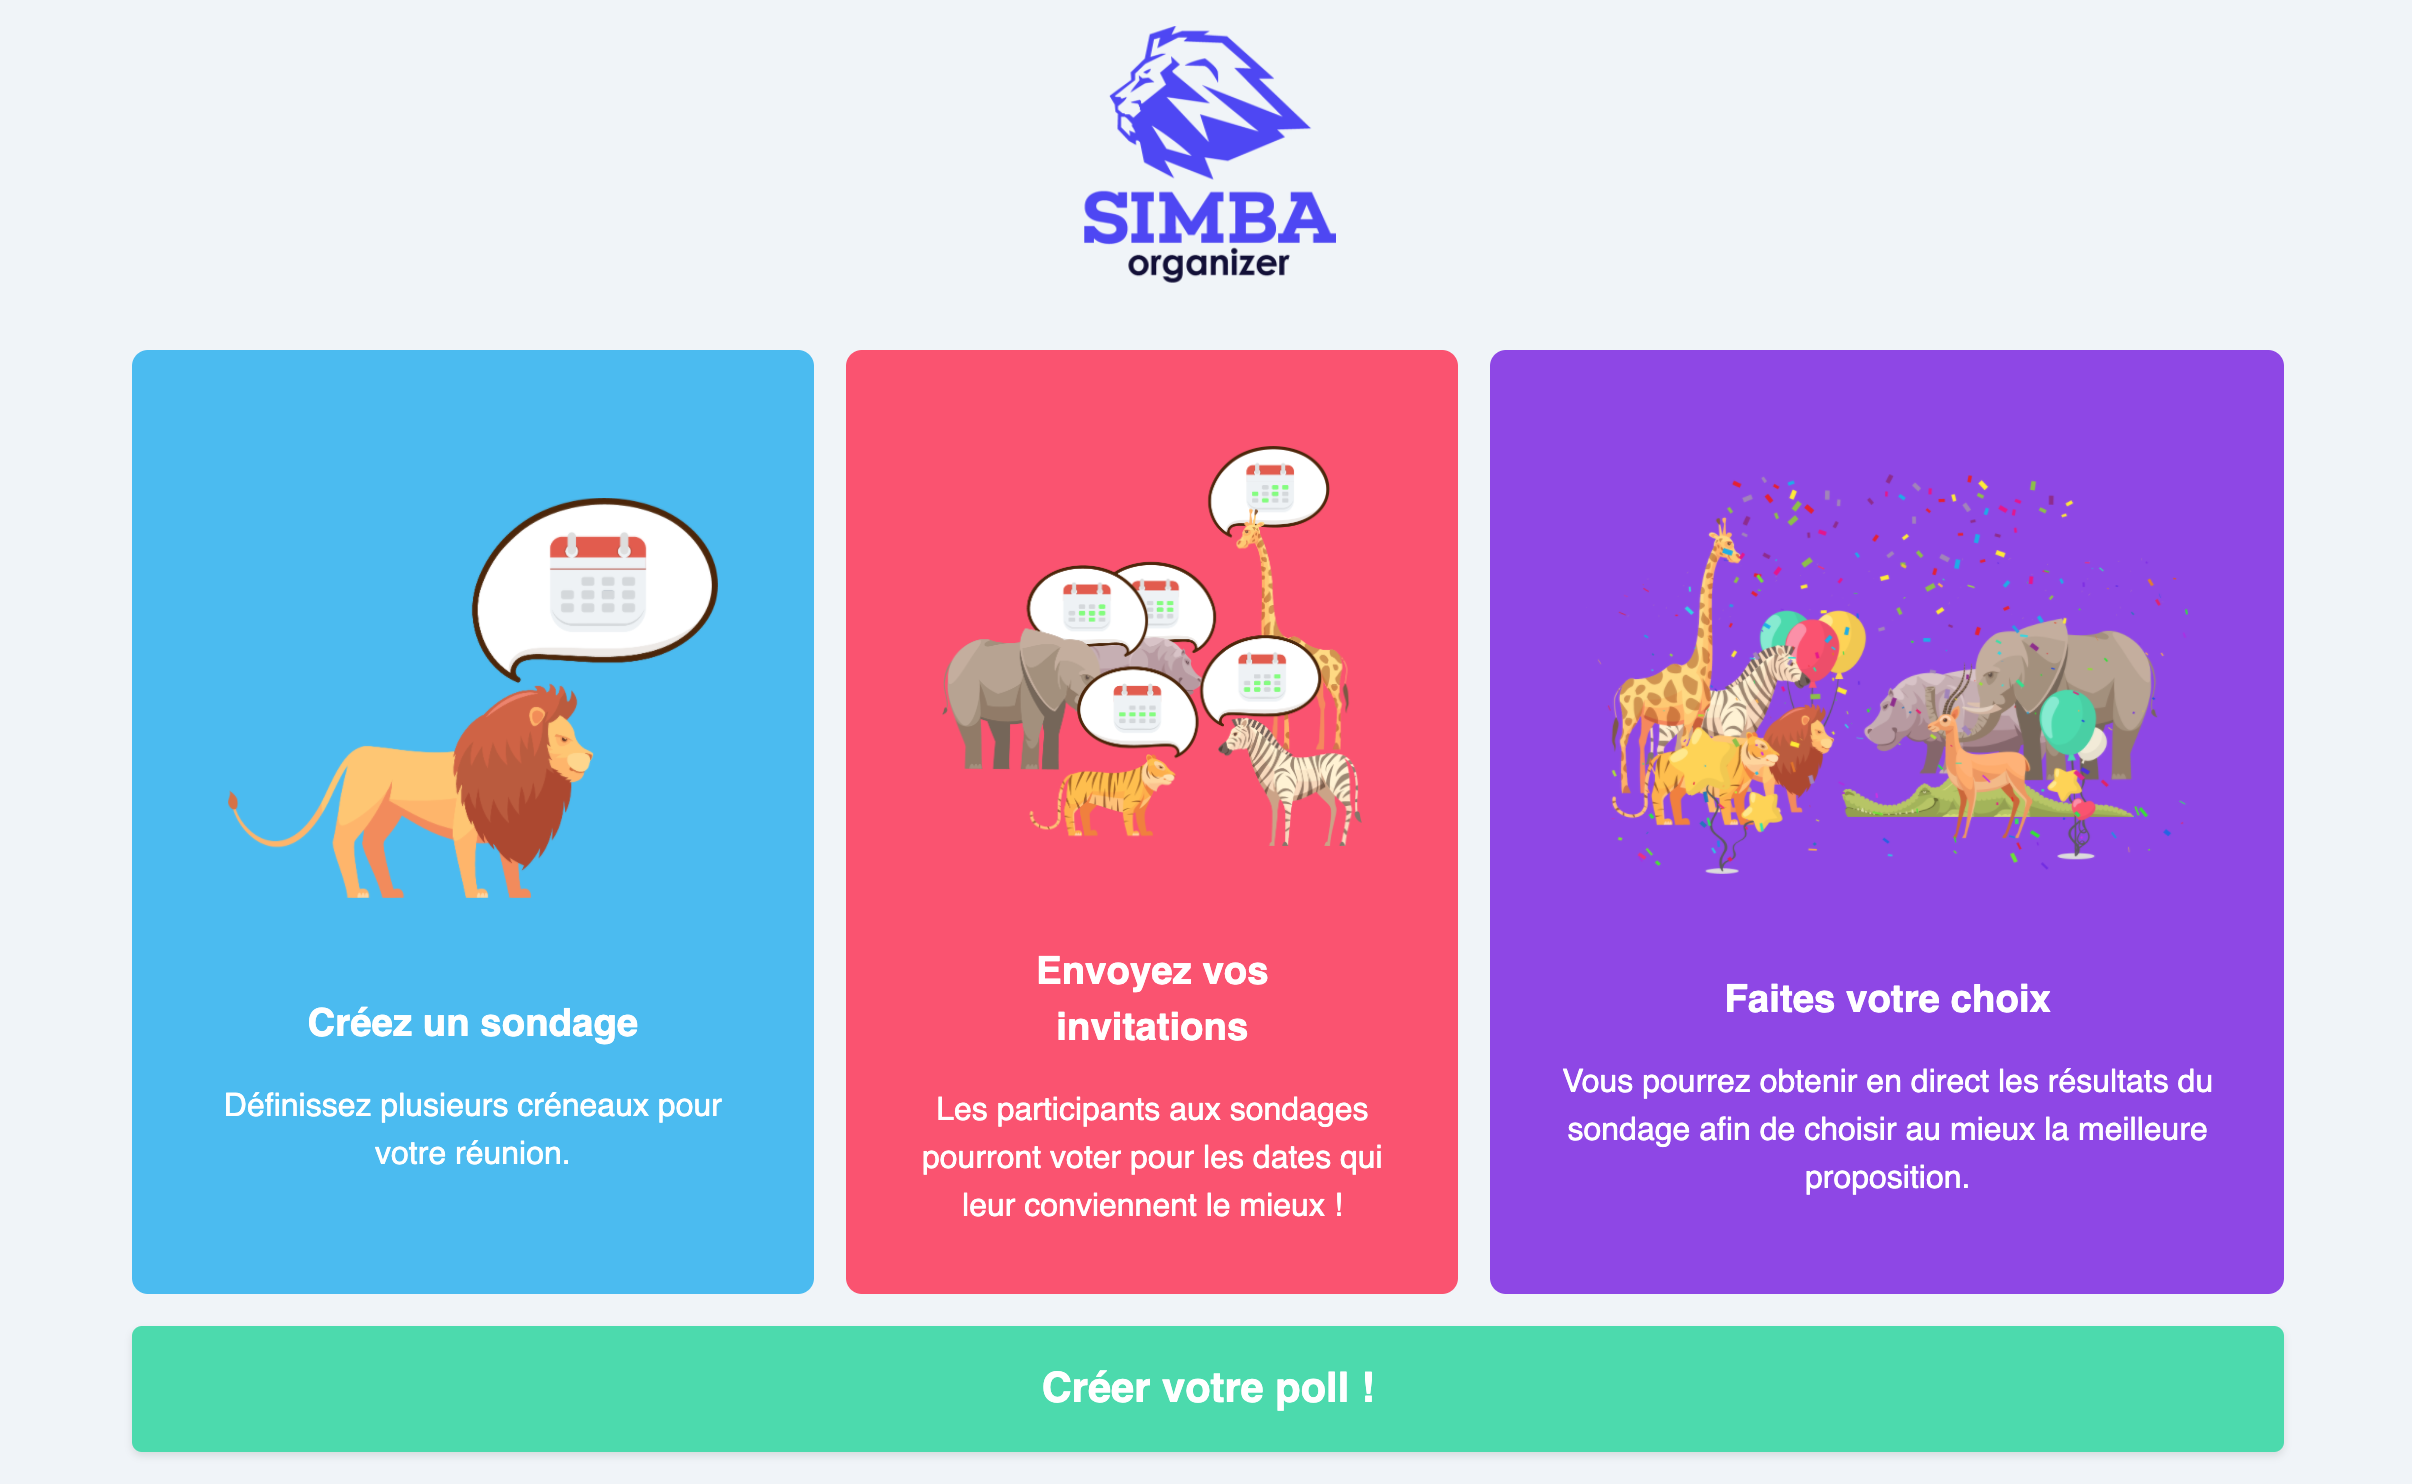 SIMBA
organizer
Créez un sondage
Définissez plusieurs créneaux pour
votre réunion.
Envoyez vos
invitations
Les participants aux sondages
pourront voter pour les dates qui
leur conviennent le mieux !
Faites votre choix
Vous pourrez obtenir en direct les résultats du
sondage afin de choisir au mieux la meilleure
proposition.
Créer votre poll !